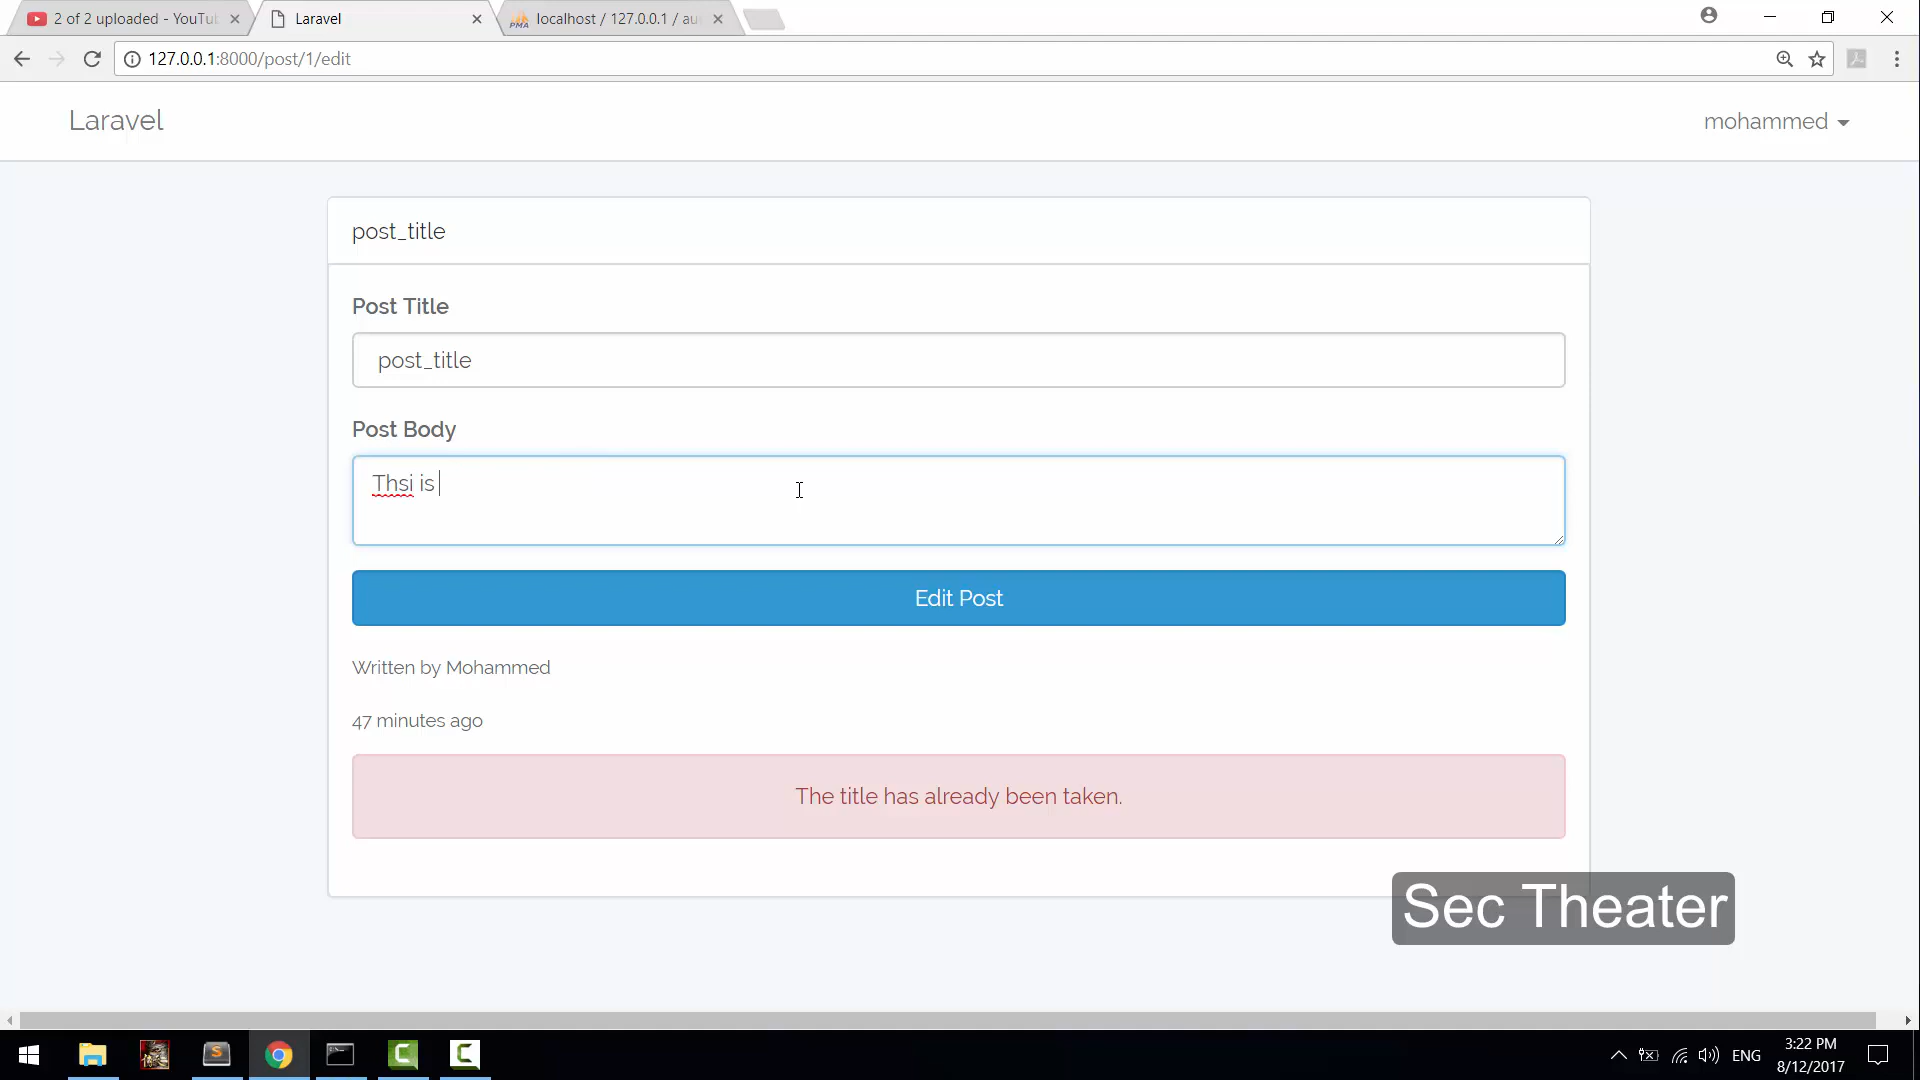 2 of 2 uploaded - YouTu
Laravel
localhost / 127.0.0.1 / au
127.0.0.1:8000/post/1/edit
Laravel
mohammed
post_title
Post Title
post_title
Post Body
Thsi is
Edit Post
Written by Mohammed
47 minutes ago
The title has already been taken.
Sec Theater
ENG
3:22 PM
8/12/2017